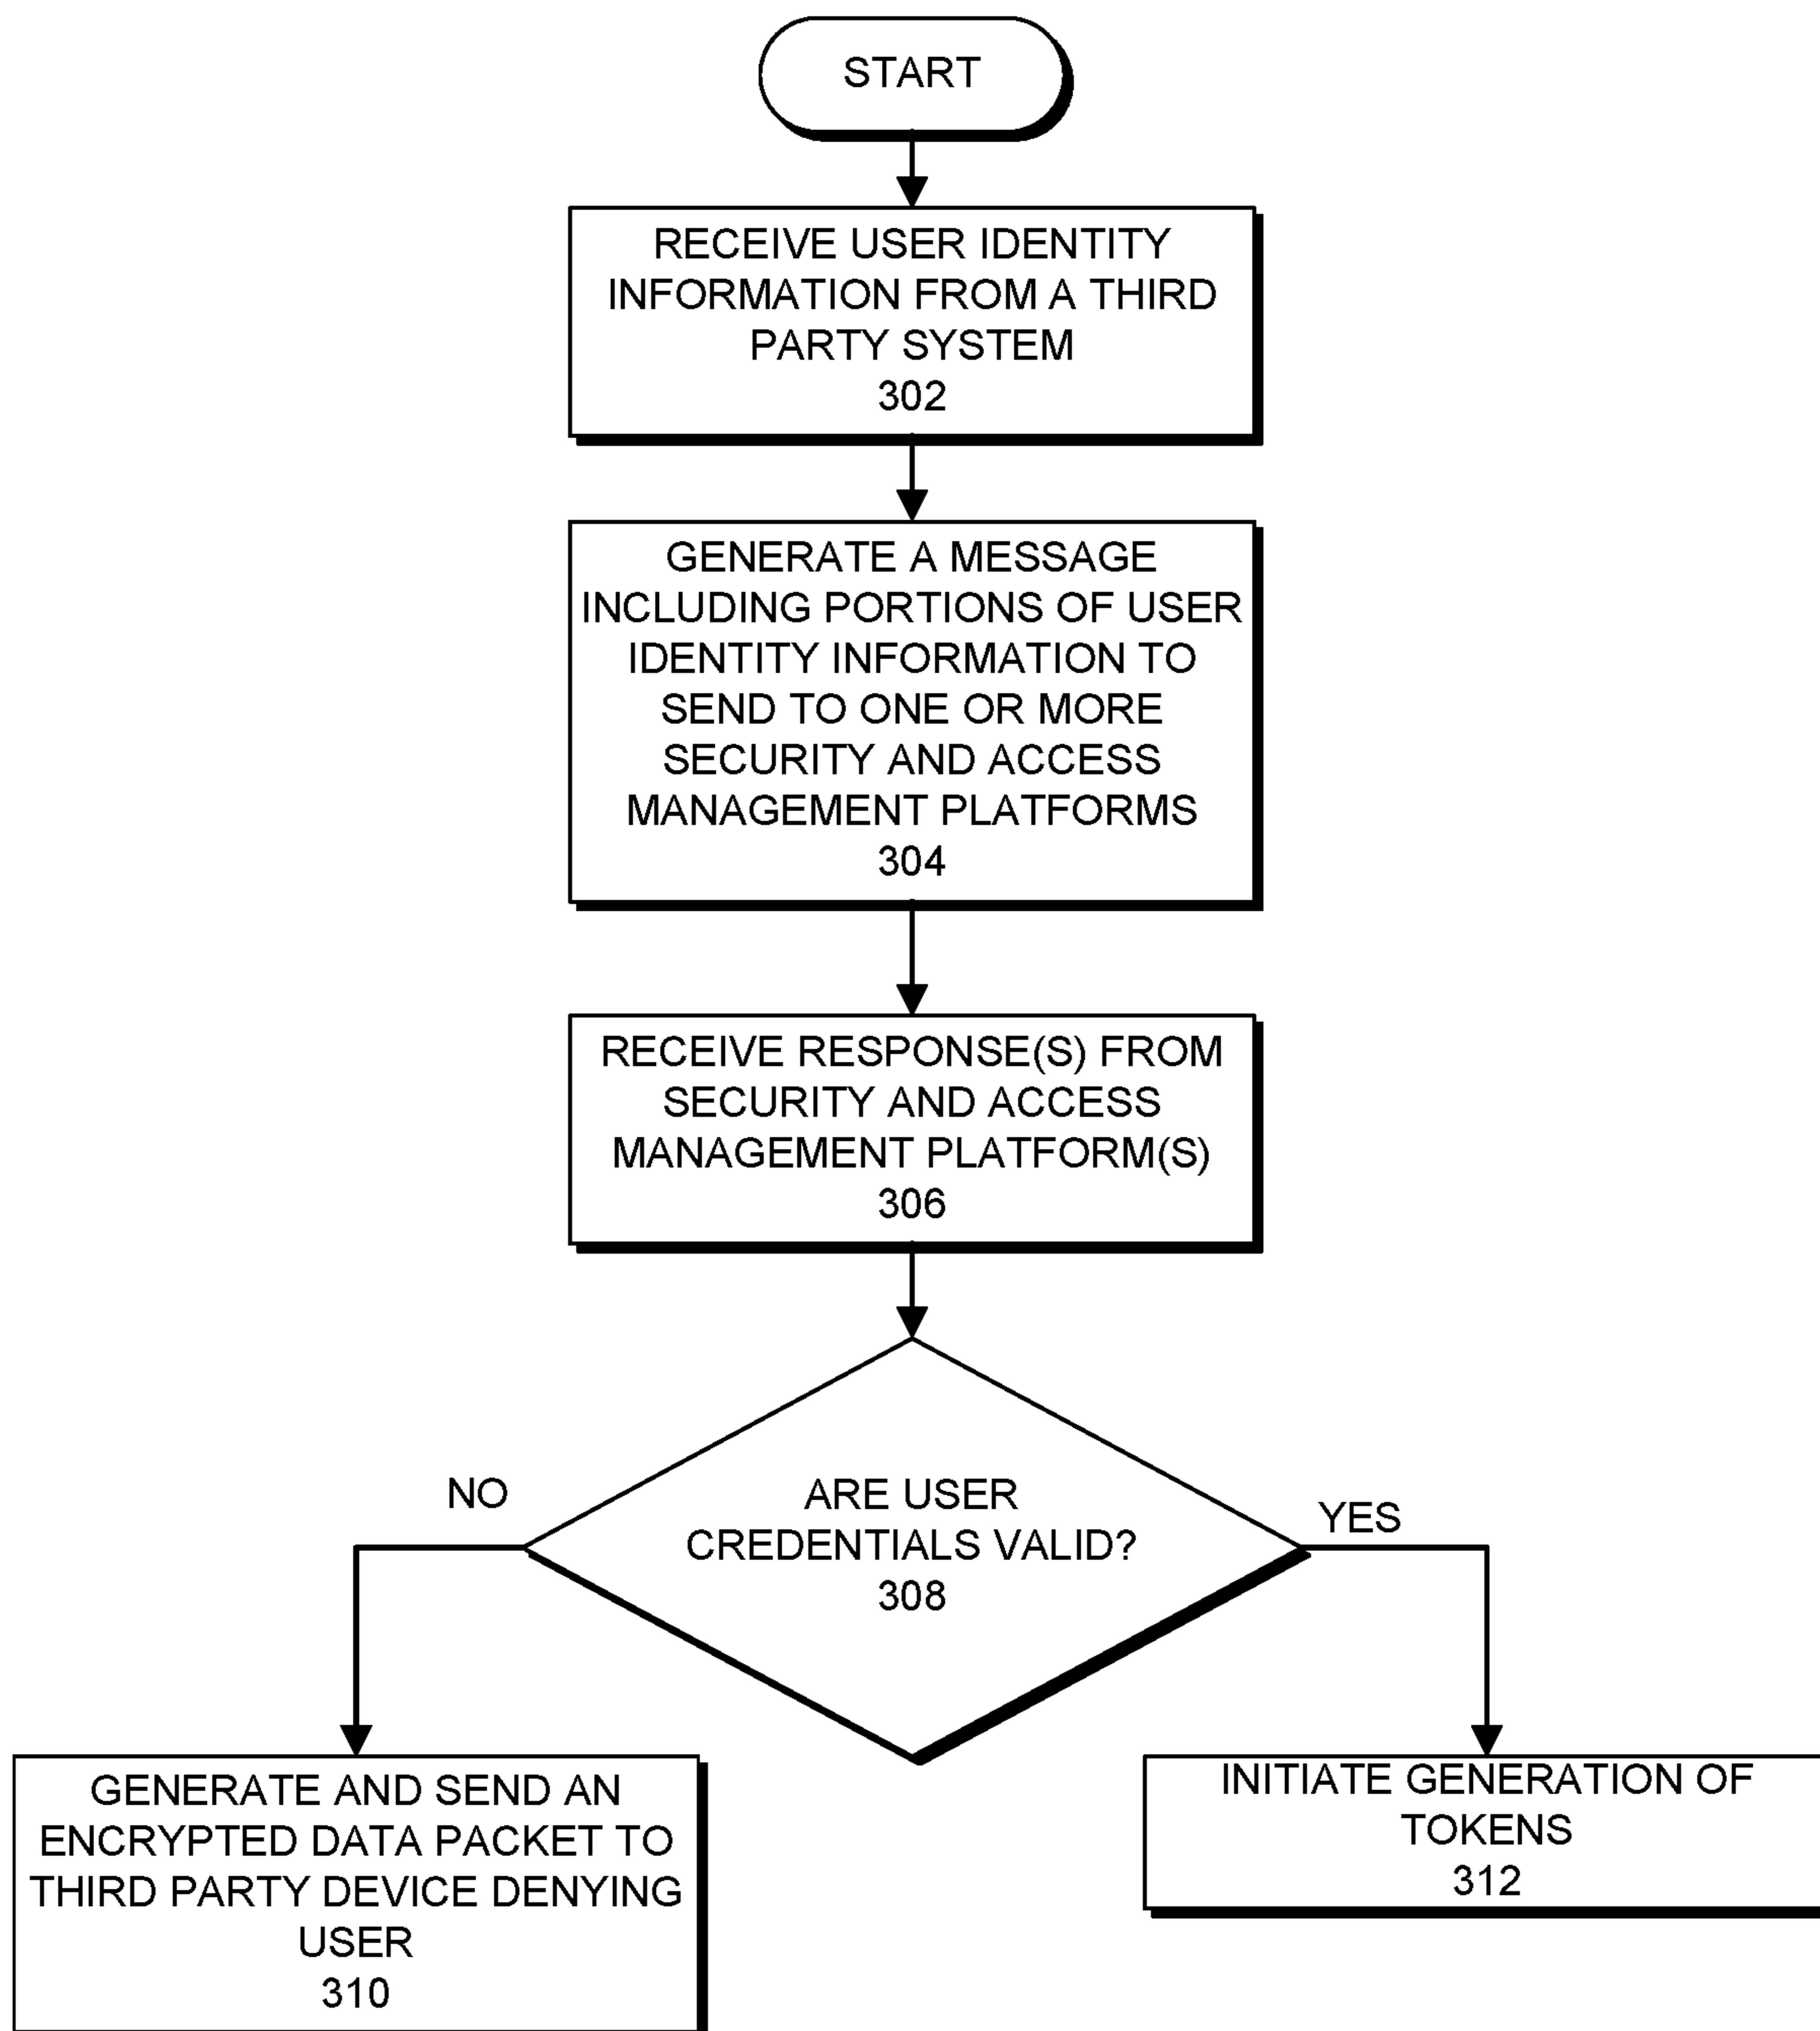 START
RECEIVE USER IDENTITY
INFORMATION FROM A THIRD
PARTY SYSTEM
302
GENERATE A MESSAGE
INCLUDING PORTIONS OF USER
IDENTITY INFORMATION TO
SEND TO ONE OR MORE
SECURITY AND ACCESS
MANAGEMENT PLATFORMS
304
RECEIVE RESPONSE(S) FROM
SECURITY AND ACCESS
MANAGEMENT PLATFORM(S)
306
ARE USER
CREDENTIALS VALID?
308
NO
YES
GENERATE AND SEND AN
ENCRYPTED DATA PACKET TO
THIRD PARTY DEVICE DENYING
USER
310
INITIATE GENERATION OF
TOKENS
312